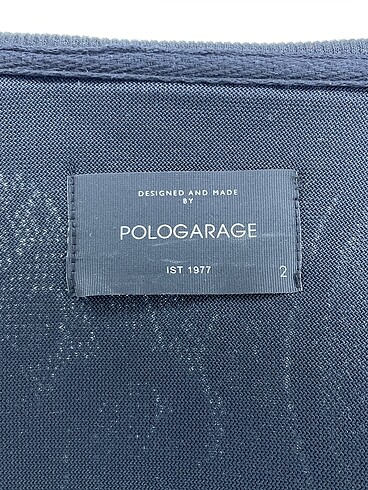 DESIGNED AND MADE
BY
POLOGARAGE
IST 1977
2